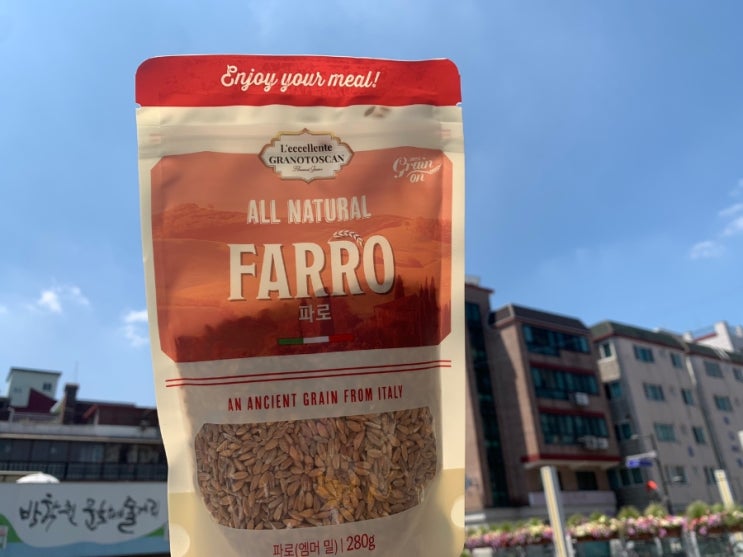 Enjoy your meal!
L'eccellente
GRANOTOSCAN
Grain
on
ALL NATURAL
FARRO
파로
AN ANCIENT GRAIN FROM ITALY
파로(엠머 밀) | 280g